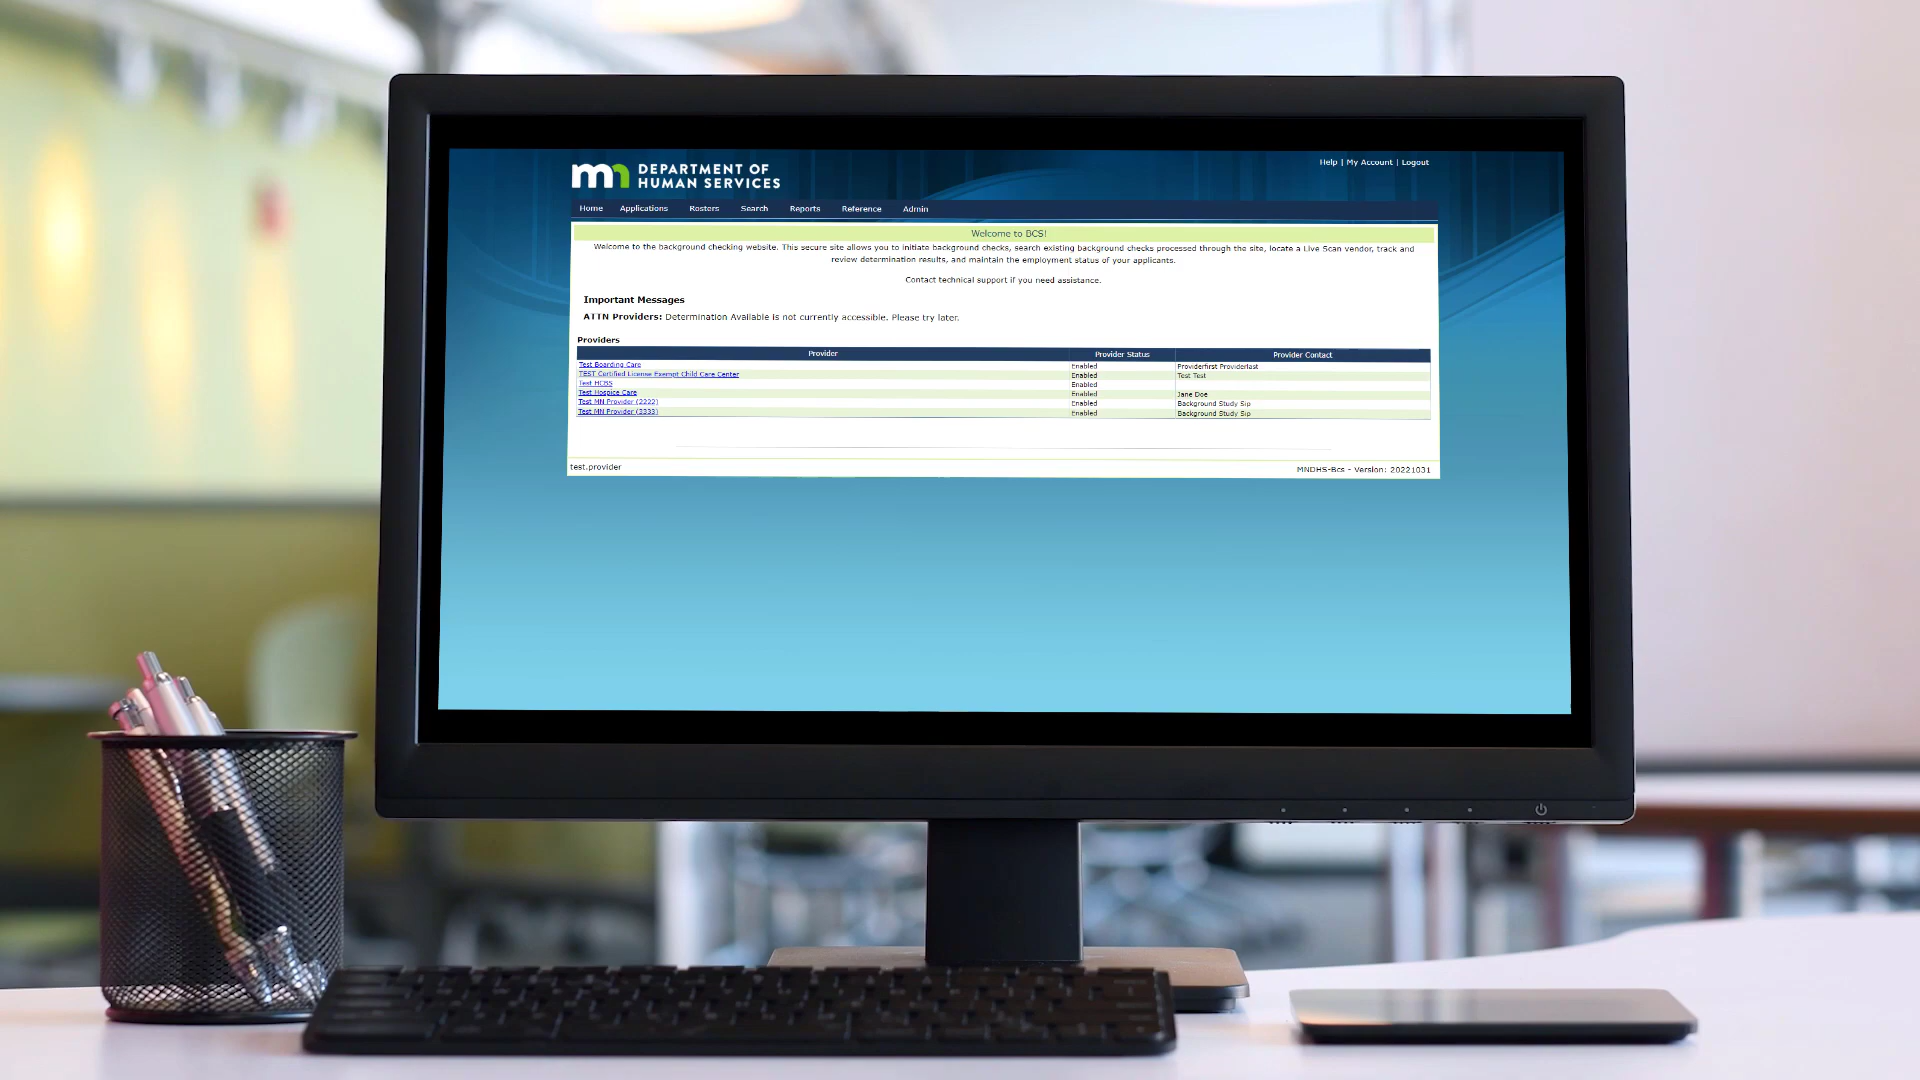 mn DEPARTMENT OF
HUMAN SERVICES
Help | My Account | Logout
Home Applications Rosters Search Reports Reference Admin
Welcome to BCS!
Welcome to the background checking website. This secure site allows you to initiate background checks, search existing background checks processed through the site, locate a Live Scan vendor, track and
review determination results, and maintain the employment status of your applicants.
Contact technical support if you need assistance.
Important Messages
ATTN Providers: Determination Available is not currently accessible. Please try later.
Providers
Provider Provider Status Provider Contact
Test Boarding Care Enabled Providerfirst Providerlast
TEST Certified License Exempt Child Care Center Enabled Test Test
Test HCBS Enabled
Test Hospice Care Enabled Jane Doe
Test MN Provider (2222) Enabled Background Study Sip
Test MN Provider (3333) Enabled Background Study Sip
test.provider MNDHS-Bcs - Version: 20221031